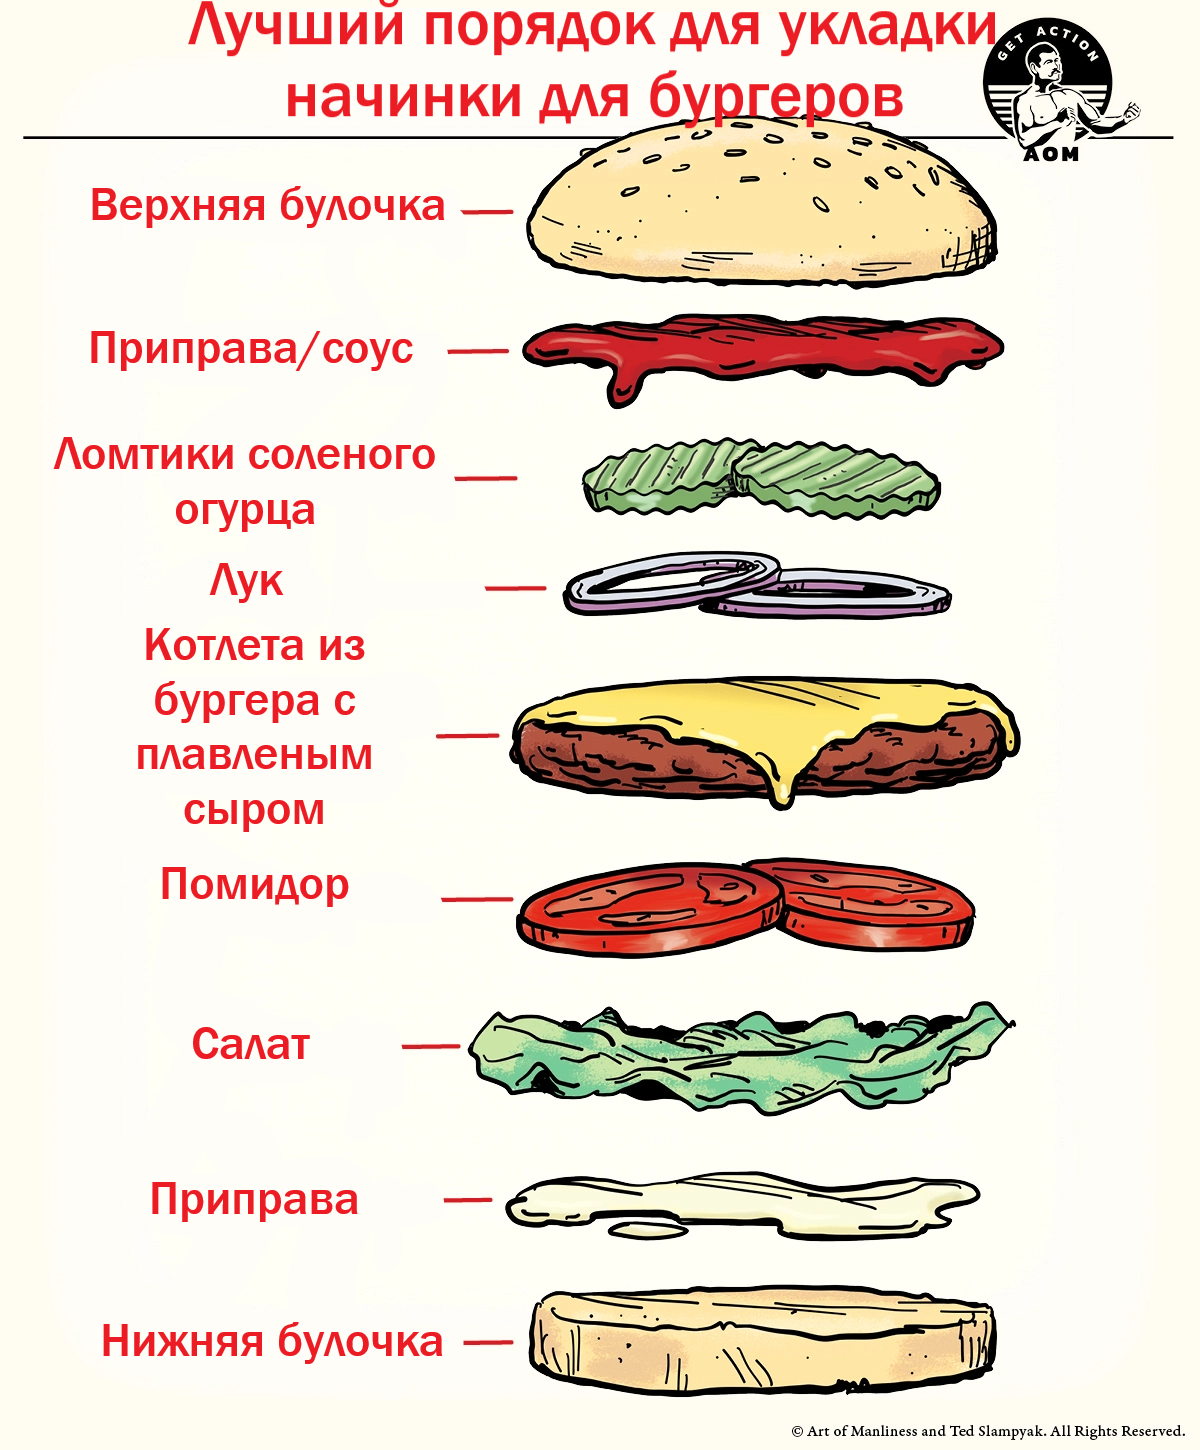 Лучший порядок для укладки
начинки для бургеров
GET ACTION
AOM
Верхняя булочка
Приправа/соус
Ломтики соленого
огурца
Лук
Котлета из
бургера с
плавленым
сыром
Помидор
Салат
Приправа
Нижняя булочка
© Art of Manliness and Ted Slampyak. All Rights Reserved.